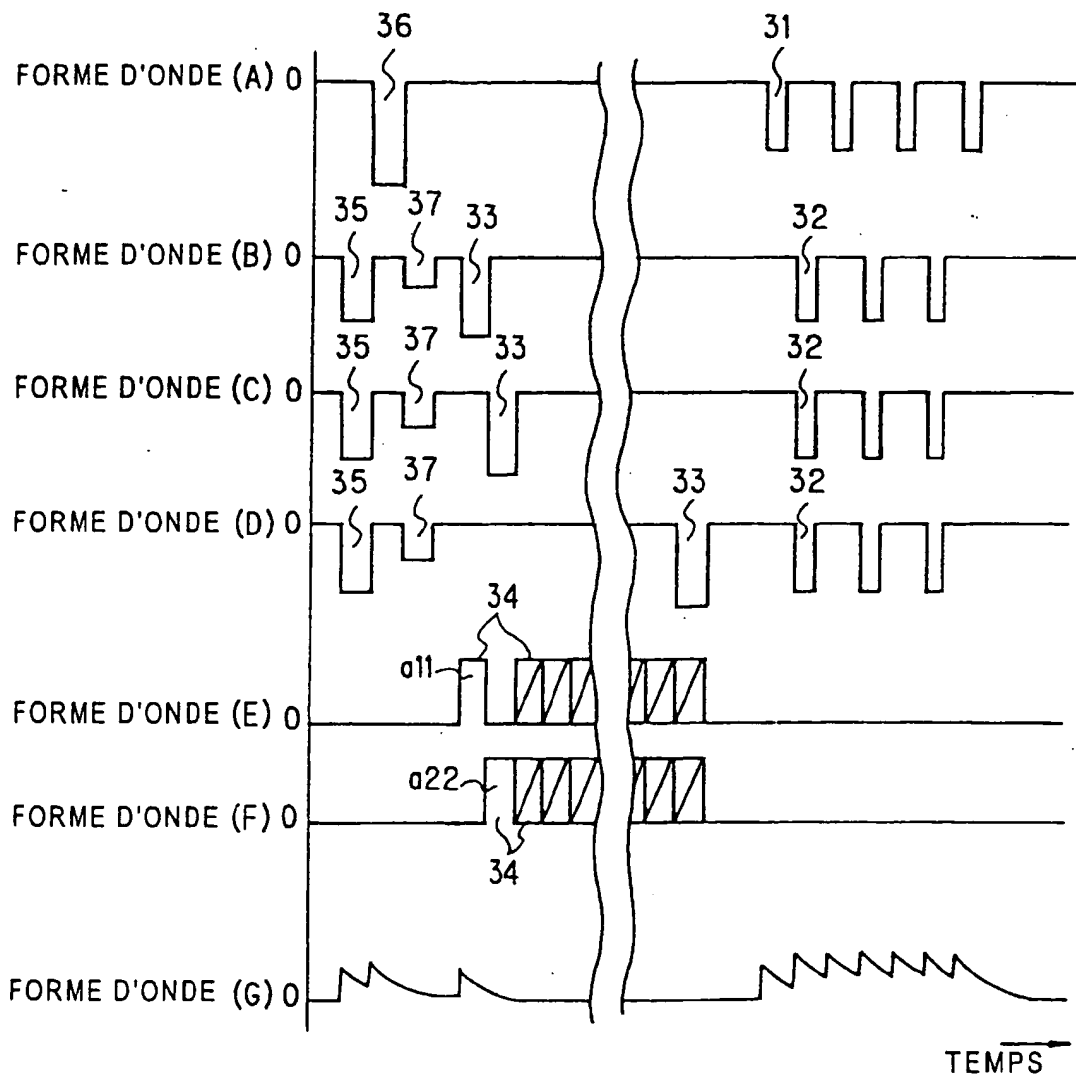 36
31
FORME D'ONDE (A) 0
35
37
33
32
FORME D'ONDE (B) 0
35
37
33
32
FORME D'ONDE (C) 0
35
37
33
32
FORME D'ONDE (D) 0
34
a11
FORME D'ONDE (E) 0
a22
FORME D'ONDE (F) 0
34
FORME D'ONDE (G) 0
TEMPS